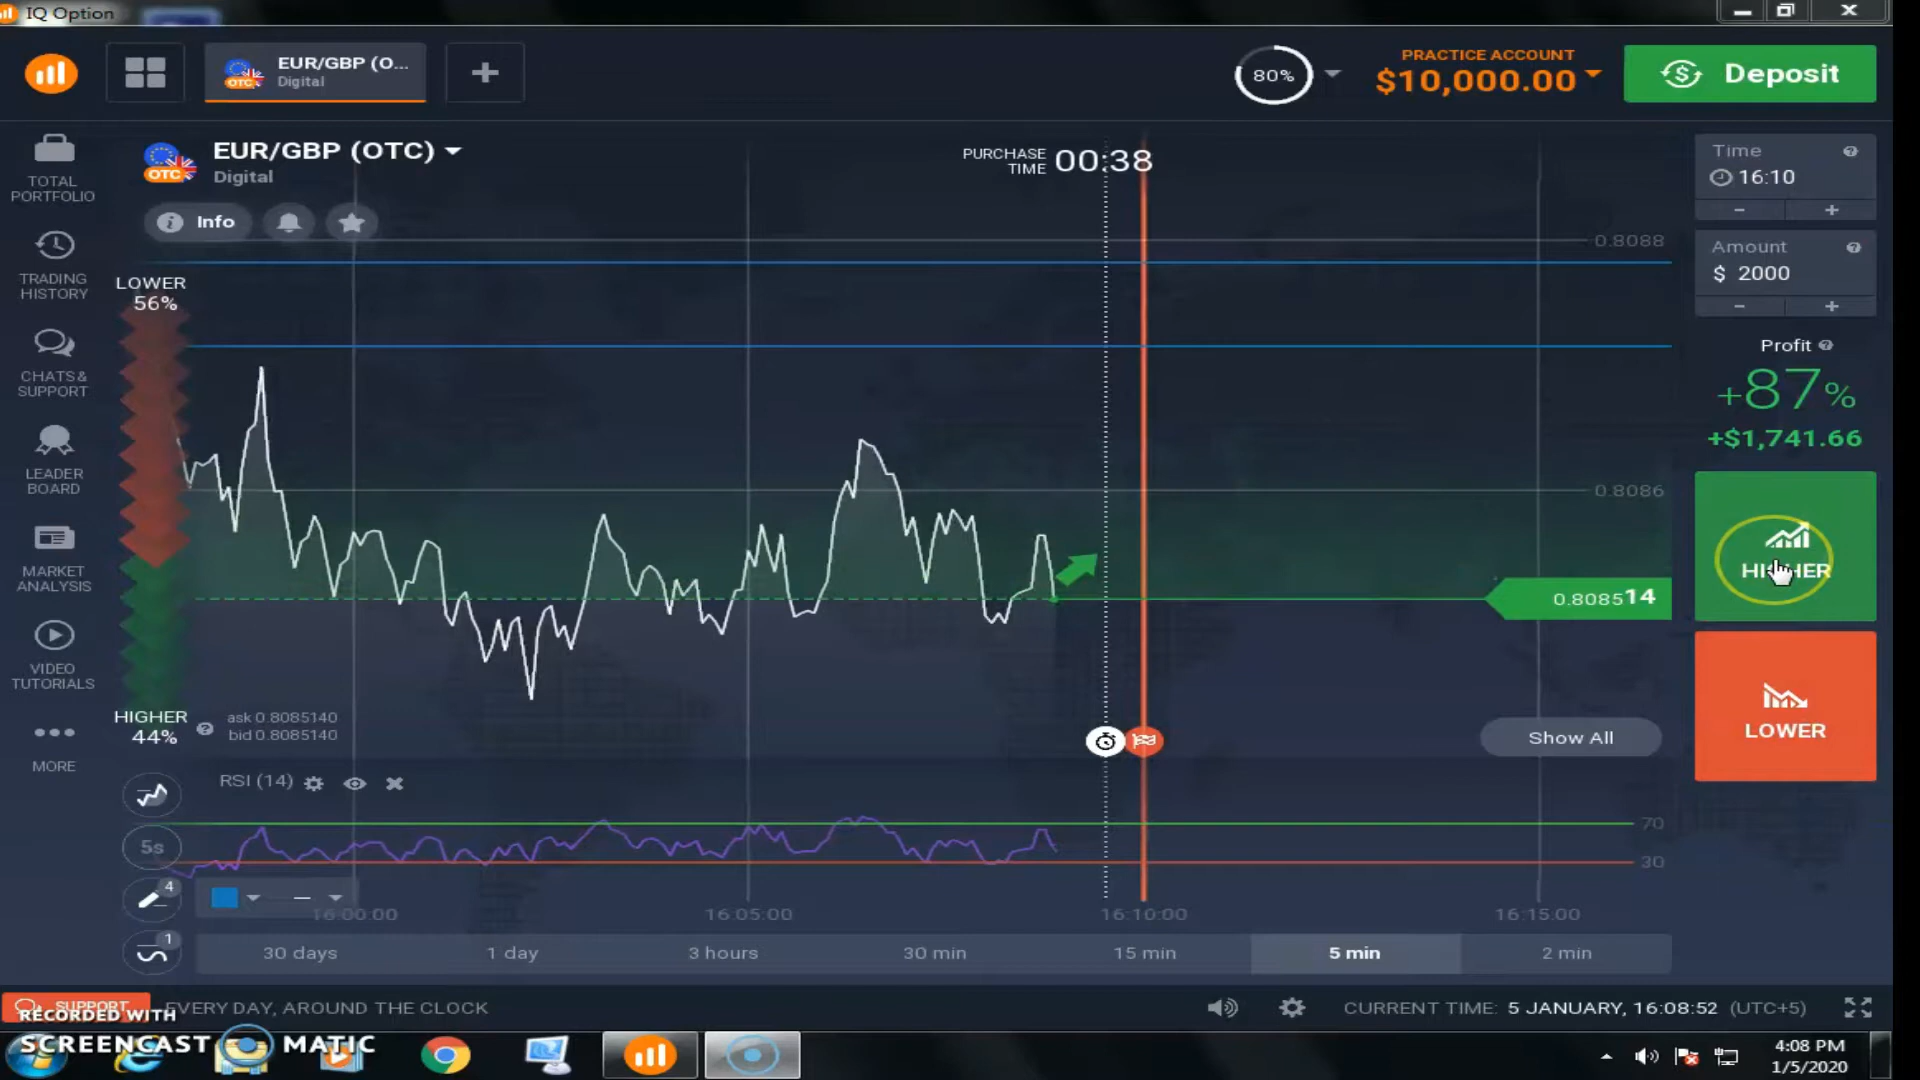 IQ Option
EUR/GBP (O...
Digital
OTC
80%
PRACTICE ACCOUNT
$10,000.00
Deposit
EUR/GBP (OTC)
Digital
OTC
PURCHASE TIME 00:38
Info
TOTAL PORTFOLIO
TRADING HISTORY
CHATS & SUPPORT
LEADER BOARD
MARKET ANALYSIS
VIDEO TUTORIALS
MORE
LOWER
56%
HIGHER
44%
ask 0.8085140
bid 0.8085140
0.8088
0.8086
0.808514
Show All
Time
16:10
- +
Amount
$ 2000
- +
Profit
+87%
+$1,741.66
HIGHER
LOWER
RSI (14)
70
30
5s
4
1
16:00:00
16:05:00
16:10:00
16:15:00
30 days
1 day
3 hours
30 min
15 min
5 min
2 min
SUPPORT
EVERY DAY, AROUND THE CLOCK
CURRENT TIME: 5 JANUARY, 16:08:52 (UTC+5)
RECORDED WITH
SCREENCAST MATIC
4:08 PM
1/5/2020